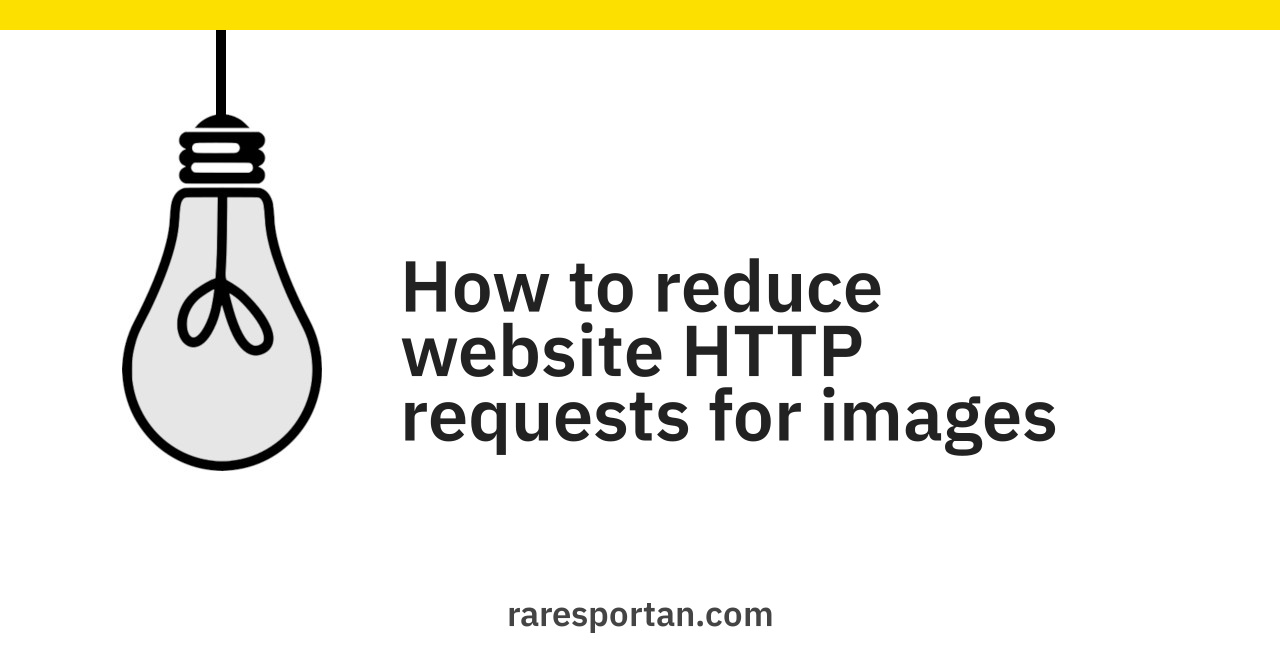 How to reduce
website HTTP
requests for images
raresportan.com